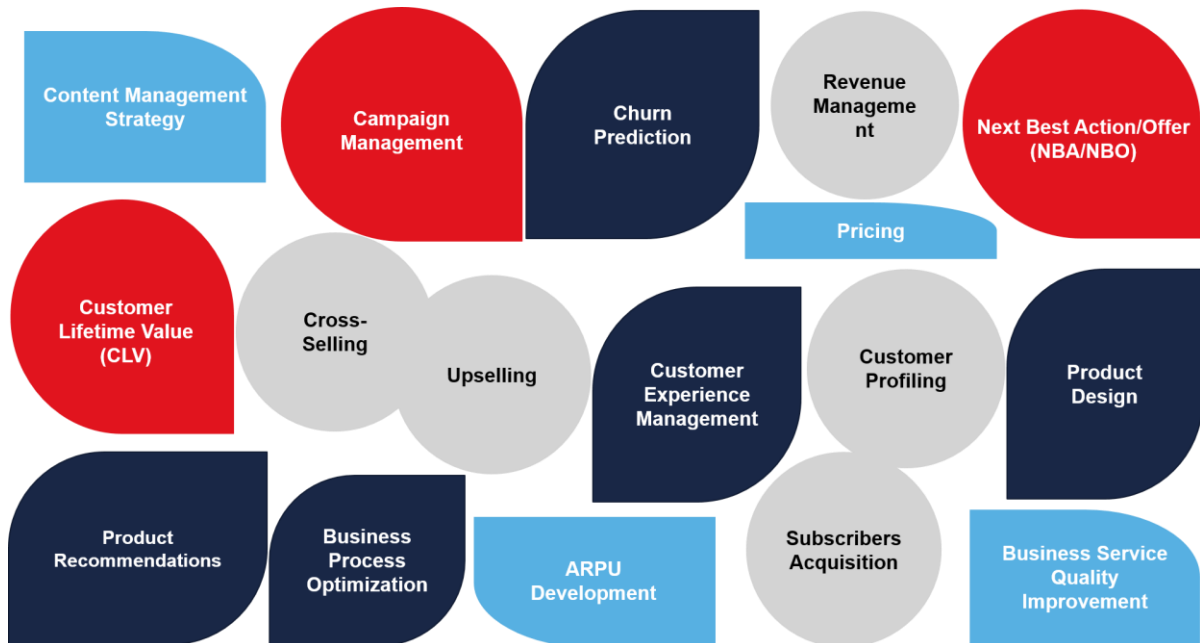 Content Management
Strategy
Campaign
Management
Churn
Prediction
Revenue
Manageme
nt
Next Best Action/Offer
(NBA/NBO)
Pricing
Customer
Lifetime Value
(CLV)
Cross-
Selling
Upselling
Customer
Experience
Management
Customer
Profiling
Product
Design
Product
Recommendations
Business
Process
Optimization
ARPU
Development
Subscribers
Acquisition
Business Service
Quality
Improvement